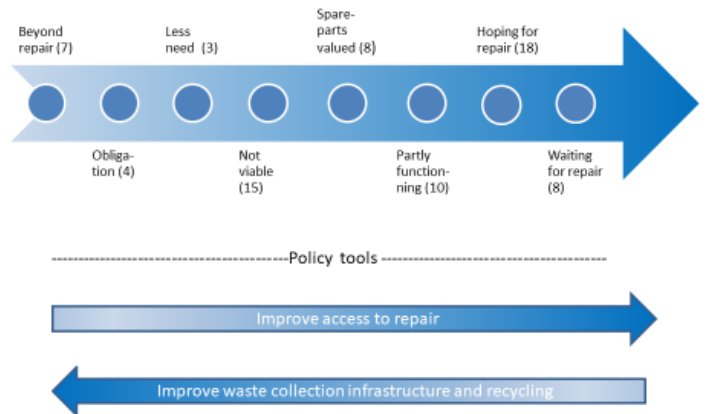 Beyond
repair (7)
Less
need (3)
Spare-
parts
valued (8)
Hoping for
repair (18)
Obliga-
tion (4)
Not
viable
(15)
Partly
function-
ning (10)
Waiting
for repair
(8)
--------------------------------------------Policy tools-------------------------------------------
Improve access to repair
Improve waste collection infrastructure and recycling